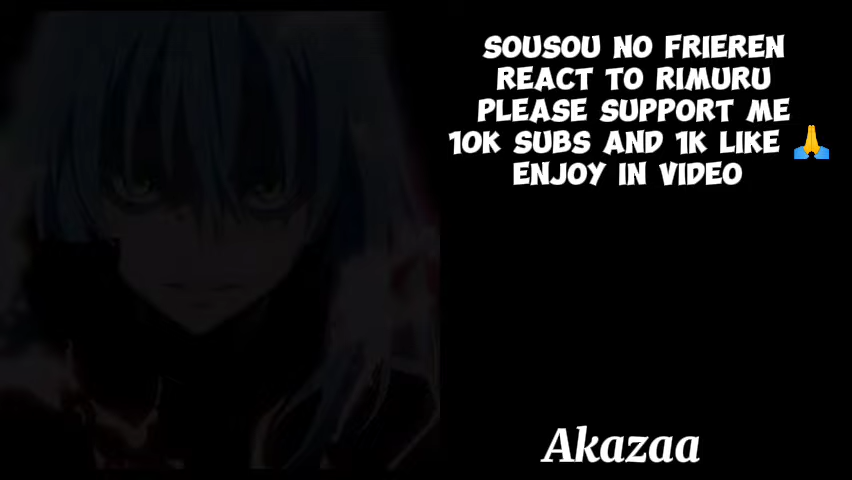 SOUSOU NO FRIEREN
REACT TO RIMURU
PLEASE SUPPORT ME
10K SUBS AND 1K LIKE 🙏
ENJOY IN VIDEO
Akazaa